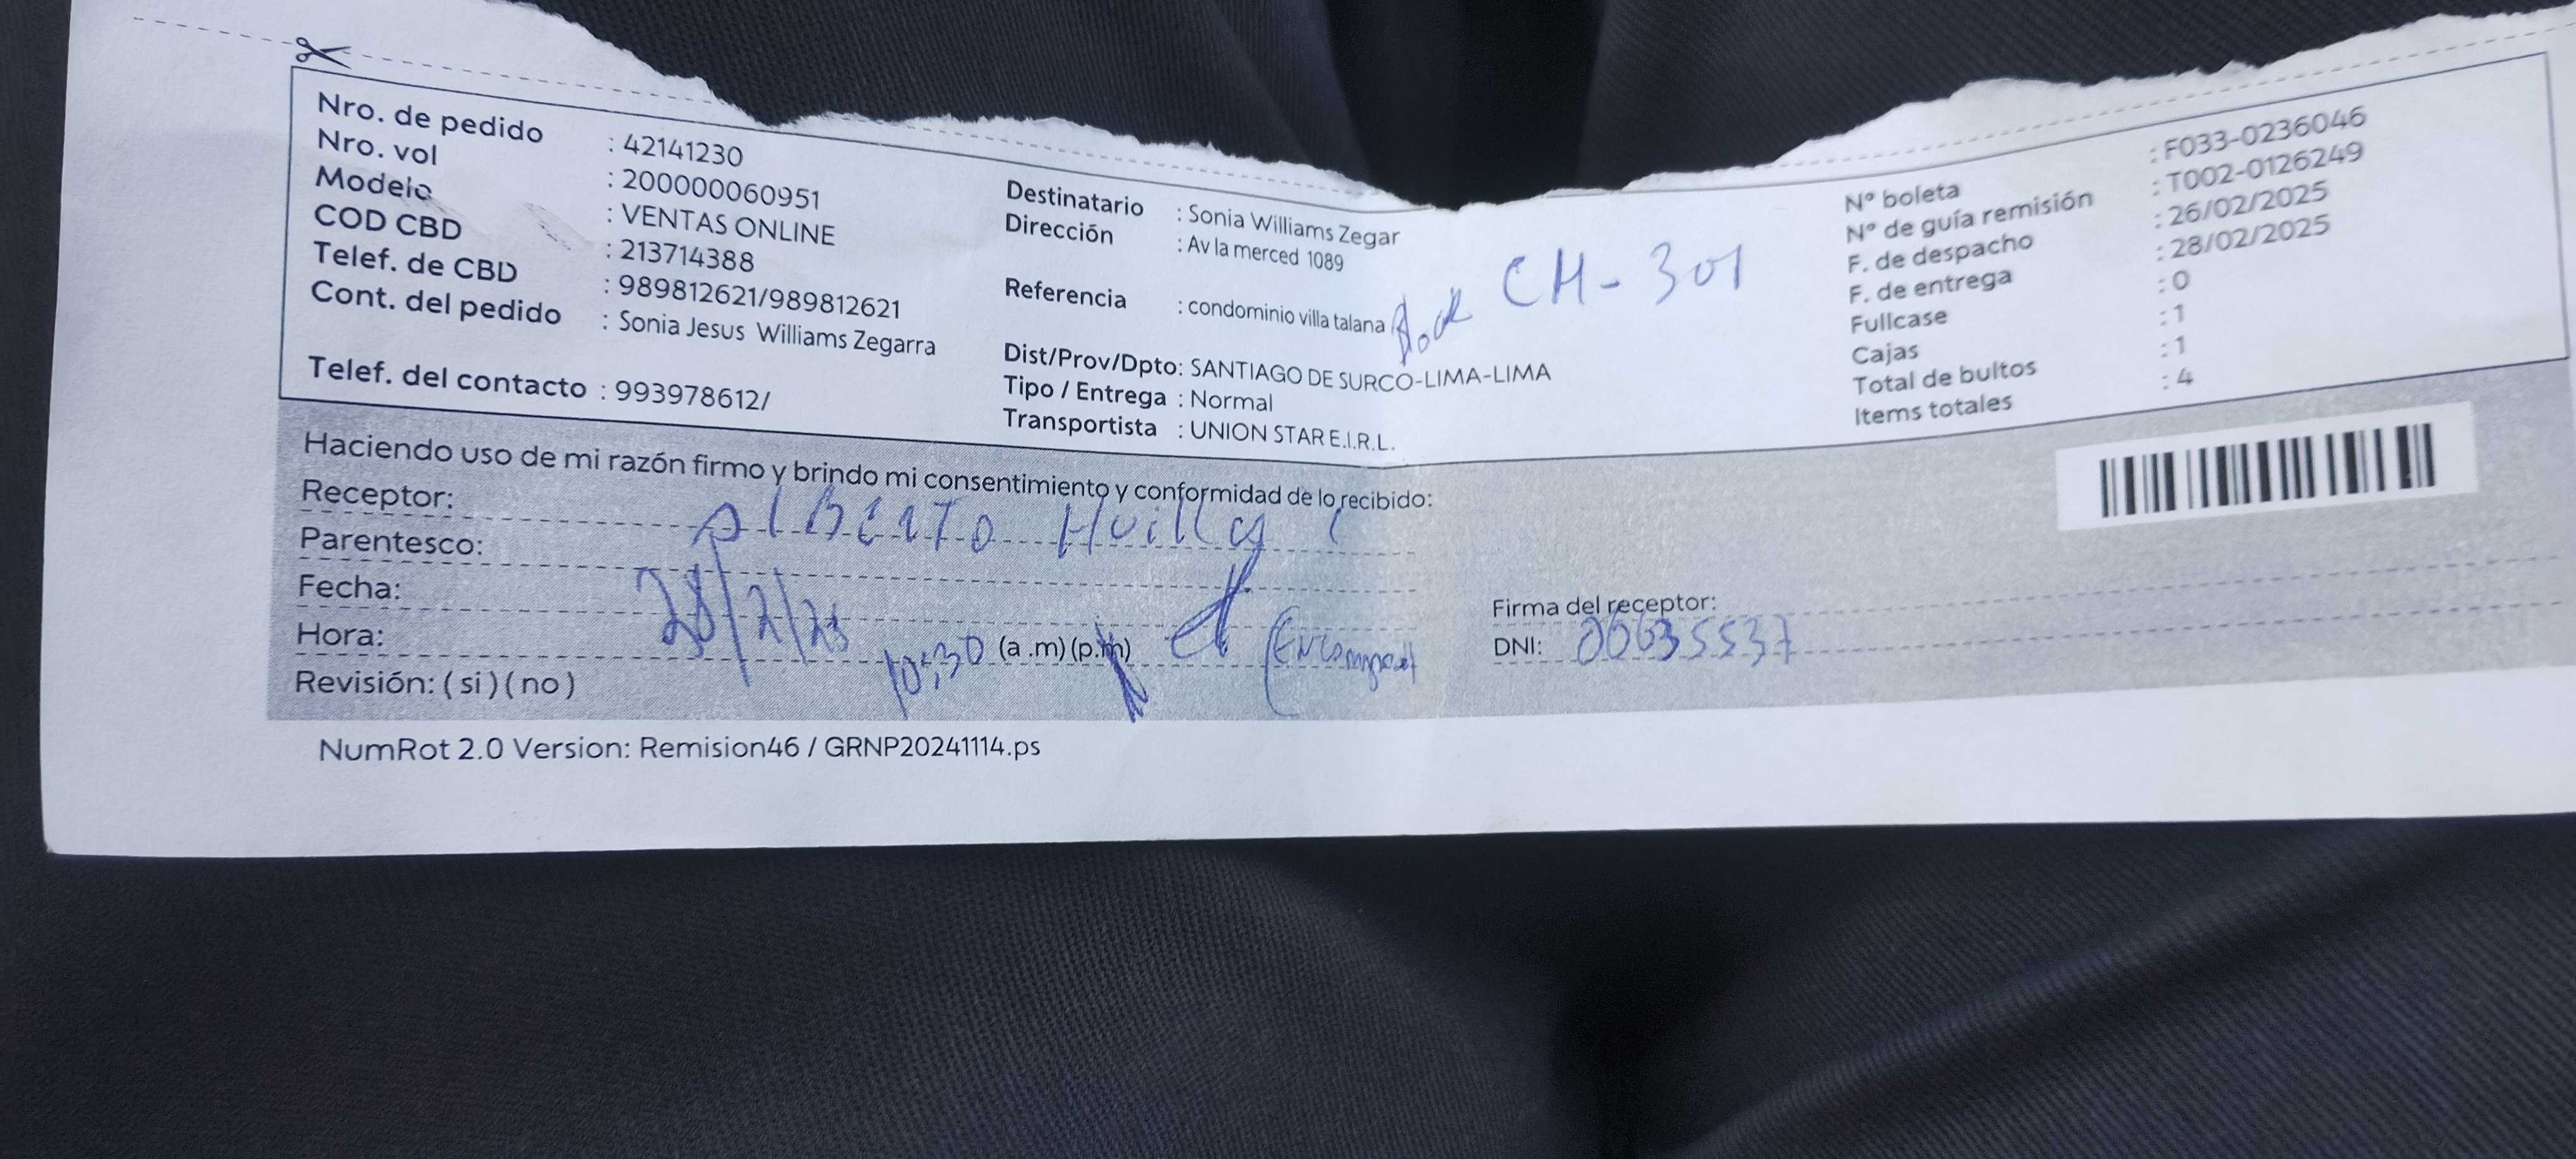 Nro. de pedido : 42141230
Nro. vol : 200000060951
Modelo : VENTAS ONLINE
COD CBD : 213714388
Telef. de CBD : 989812621/989812621
Cont. del pedido : Sonia Jesus Williams Zegarra
Telef. del contacto : 993978612/
Destinatario : Sonia Williams Zegar
Dirección : Av la merced 1089
CH-301
Referencia : condominio villa talana
Dist/Prov/Dpto: SANTIAGO DE SURCO-LIMA-LIMA
Tipo / Entrega : Normal
Transportista : UNION STAR E.I.R.L.
Nº boleta : F033-0236046
Nº de guía remisión : T002-0126249
F. de despacho : 26/02/2025
F. de entrega : 28/02/2025
Fullcase : 0
Cajas : 1
Total de bultos : 1
Items totales : 4
Haciendo uso de mi razón firmo y brindo mi consentimiento y conformidad de lo recibido:
Receptor: AlBerto
Parentesco:
Fecha: 28/2/25
Hora: 10:30 (a .m) (p.m)
Revisión: ( si ) ( no )
Firma del receptor:
DNI: 06635537
NumRot 2.0 Version: Remision46 / GRNP20241114.ps